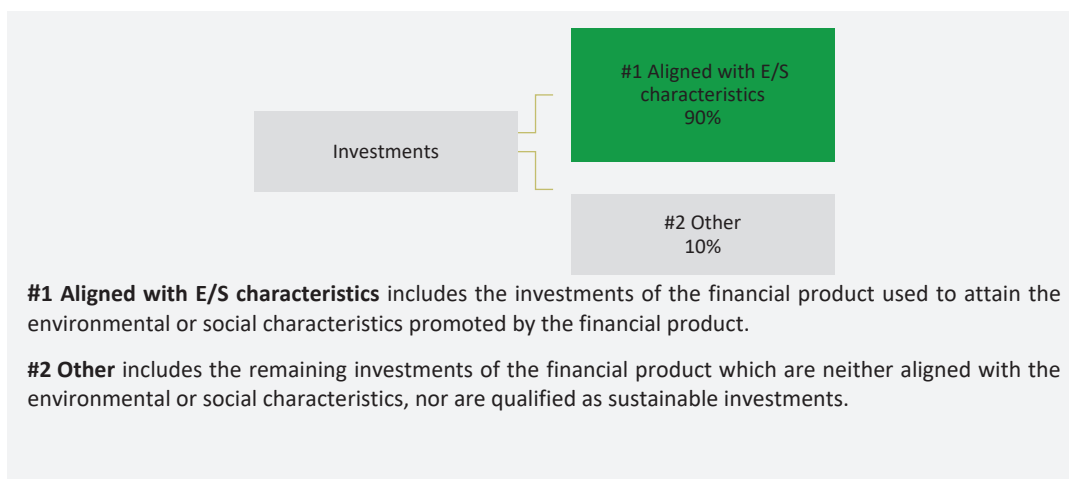 #1 Aligned with E/S
characteristics
90%
Investments
#2 Other
10%
#1 Aligned with E/S characteristics includes the investments of the financial product used to attain the
environmental or social characteristics promoted by the financial product.
#2 Other includes the remaining investments of the financial product which are neither aligned with the
environmental or social characteristics, nor are qualified as sustainable investments.